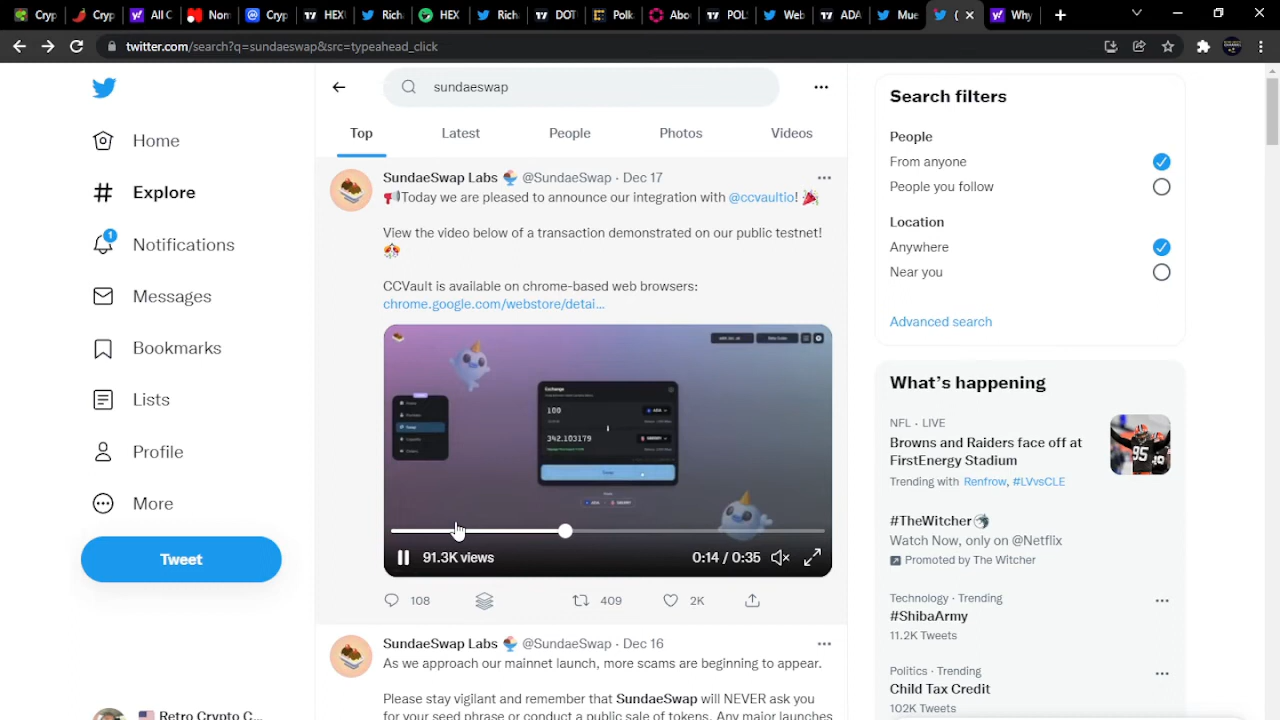 Cryp
Chart
All C
Nom
Cryp
Cryp
HEX
Rich
HEX
Rich
DOT
Polk
Abo
POL
Web
ADA
Mue
Why
twitter.com/search?q=sundaeswap&src=typeahead_click
sundaeswap
Top
Latest
People
Photos
Videos
1
Home
Explore
Notifications
Messages
Bookmarks
Lists
Profile
More
Tweet
Retro Crypto C...
SundaeSwap Labs @SundaeSwap · Dec 17
Today we are pleased to announce our integration with @ccvaultio!
View the video below of a transaction demonstrated on our public testnet!
CCVault is available on chrome-based web browsers:
chrome.google.com/webstore/detai...
Exchange
100
ADA
342.103179
Swap
91.3K views
0:14 / 0:35
108
409
2K
SundaeSwap Labs @SundaeSwap · Dec 16
As we approach our mainnet launch, more scams are beginning to appear.
Please stay vigilant and remember that SundaeSwap will NEVER ask you
for your seed phrase or conduct a public sale of tokens. Any major launches
Search filters
People
From anyone
People you follow
Location
Anywhere
Near you
Advanced search
What's happening
NFL · LIVE
Browns and Raiders face off at
FirstEnergy Stadium
Trending with Renfrow, #LVvsCLE
95
#TheWitcher
Watch Now, only on @Netflix
Promoted by The Witcher
Technology · Trending
#ShibaArmy
11.2K Tweets
Politics · Trending
Child Tax Credit
102K Tweets